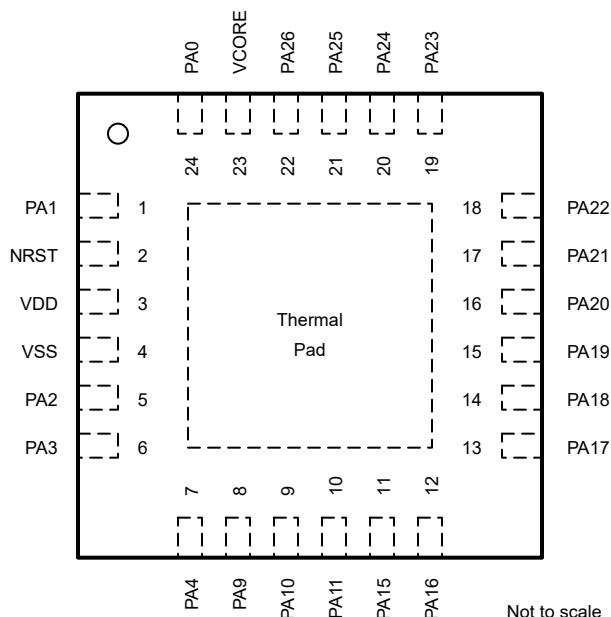 PA0
VCORE
PA26
PA25
PA24
PA23
24
23
22
21
20
19
PA1
1
18
PA22
NRST
2
17
PA21
VDD
3
16
PA20
VSS
4
15
PA19
PA2
5
14
PA18
PA3
6
13
PA17
Thermal
Pad
7
8
9
10
11
12
PA4
PA9
PA10
PA11
PA15
PA16
Not to scale